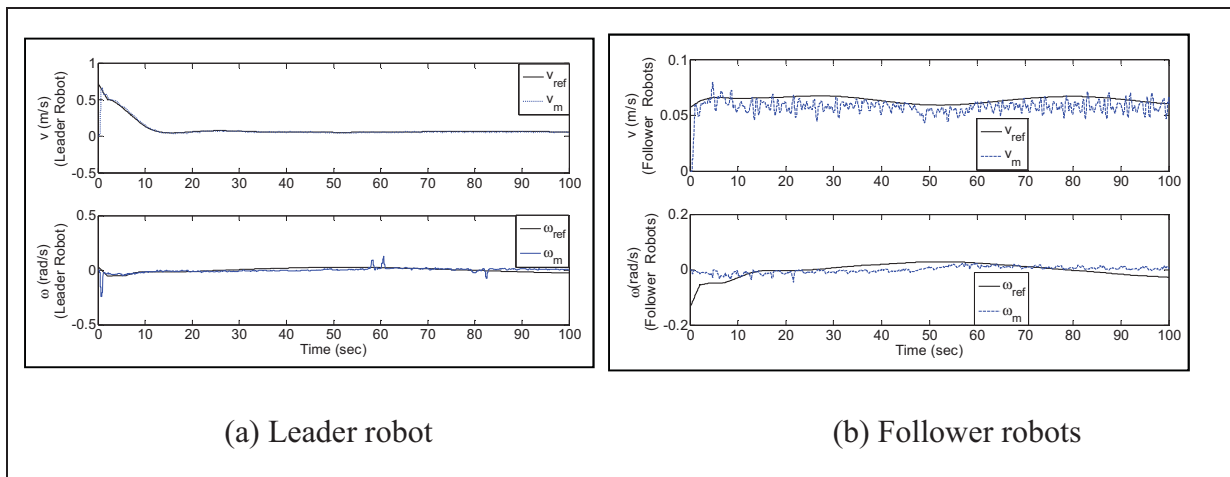 1
0.5
0
-0.5
v (m/s)
(Leader Robot)
v_ref
v_m
0 10 20 30 40 50 60 70 80 90 100
0.5
0
-0.5
ω (rad/s)
(Leader Robot)
ω_ref
ω_m
0 10 20 30 40 50 60 70 80 90 100
Time (sec)
(a) Leader robot
0.1
0.05
0
v (m/s)
(Follower Robots)
v_ref
v_m
0 10 20 30 40 50 60 70 80 90 100
0.2
0
-0.2
ω(rad/s)
(Follower Robots)
ω_ref
ω_m
0 10 20 30 40 50 60 70 80 90 100
Time (sec)
(b) Follower robots